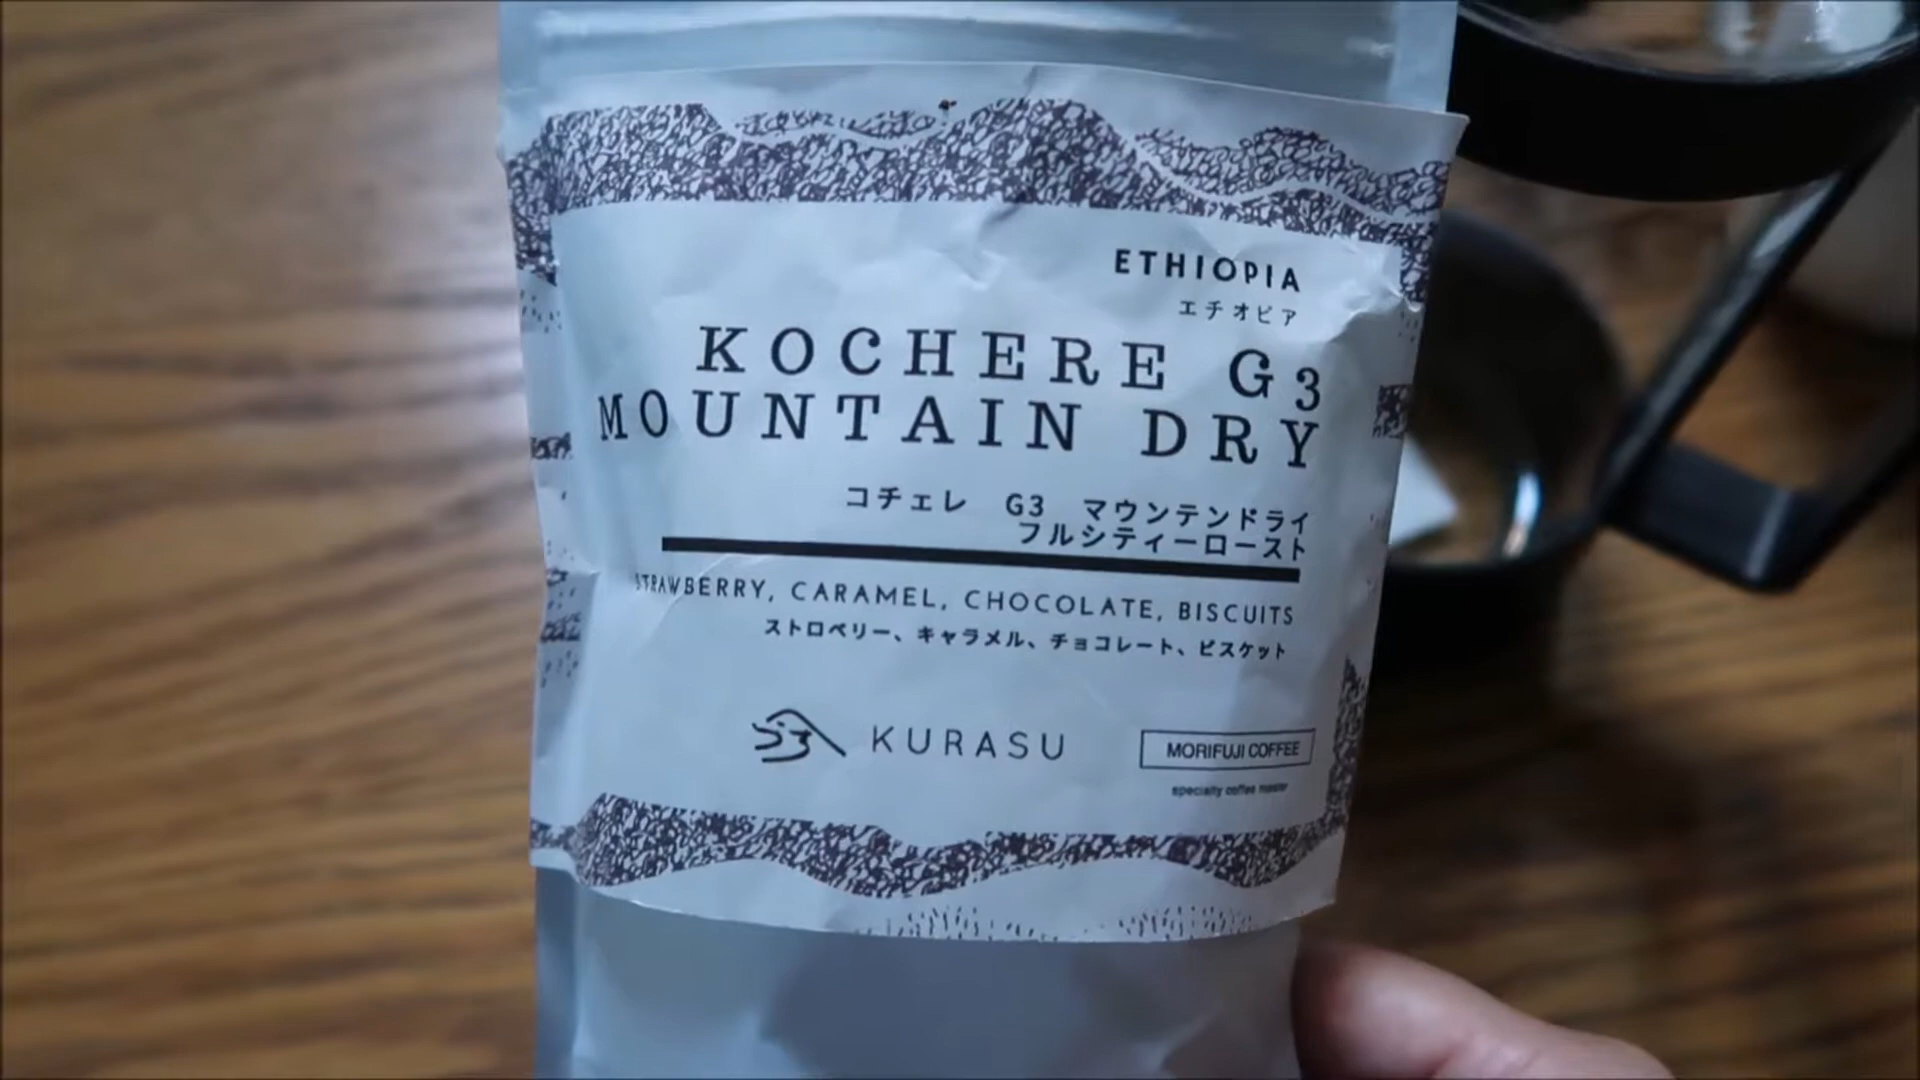 ETHIOPIA
エチオピア
KOCHERE G3
MOUNTAIN DRY
コチェレ G3 マウンテンドライ
フルシティーロースト
STRAWBERRY, CARAMEL, CHOCOLATE, BISCUITS
ストロベリー、キャラメル、チョコレート、ビスケット
KURASU
MORIFUJI COFFEE
specialty coffee roaster